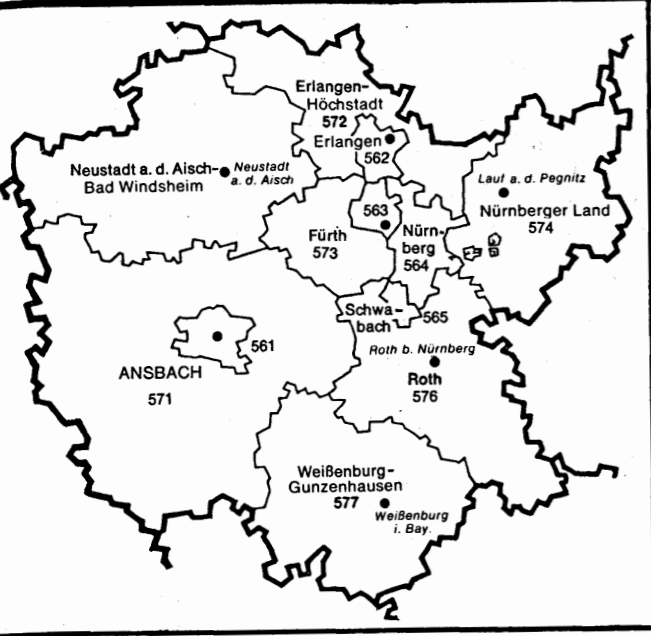 Erlangen-
Höchstadt
572
Erlangen
562
Neustadt a. d. Aisch-
Bad Windsheim
Neustadt
a. d. Aisch
Lauf a. d. Pegnitz
Nürnberger Land
574
563
Fürth
573
Nürn-
berg
564
Schwa-
bach
565
561
ANSBACH
571
Roth b. Nürnberg
Roth
576
Weißenburg-
Gunzenhausen
577
Weißenburg
i. Bay.